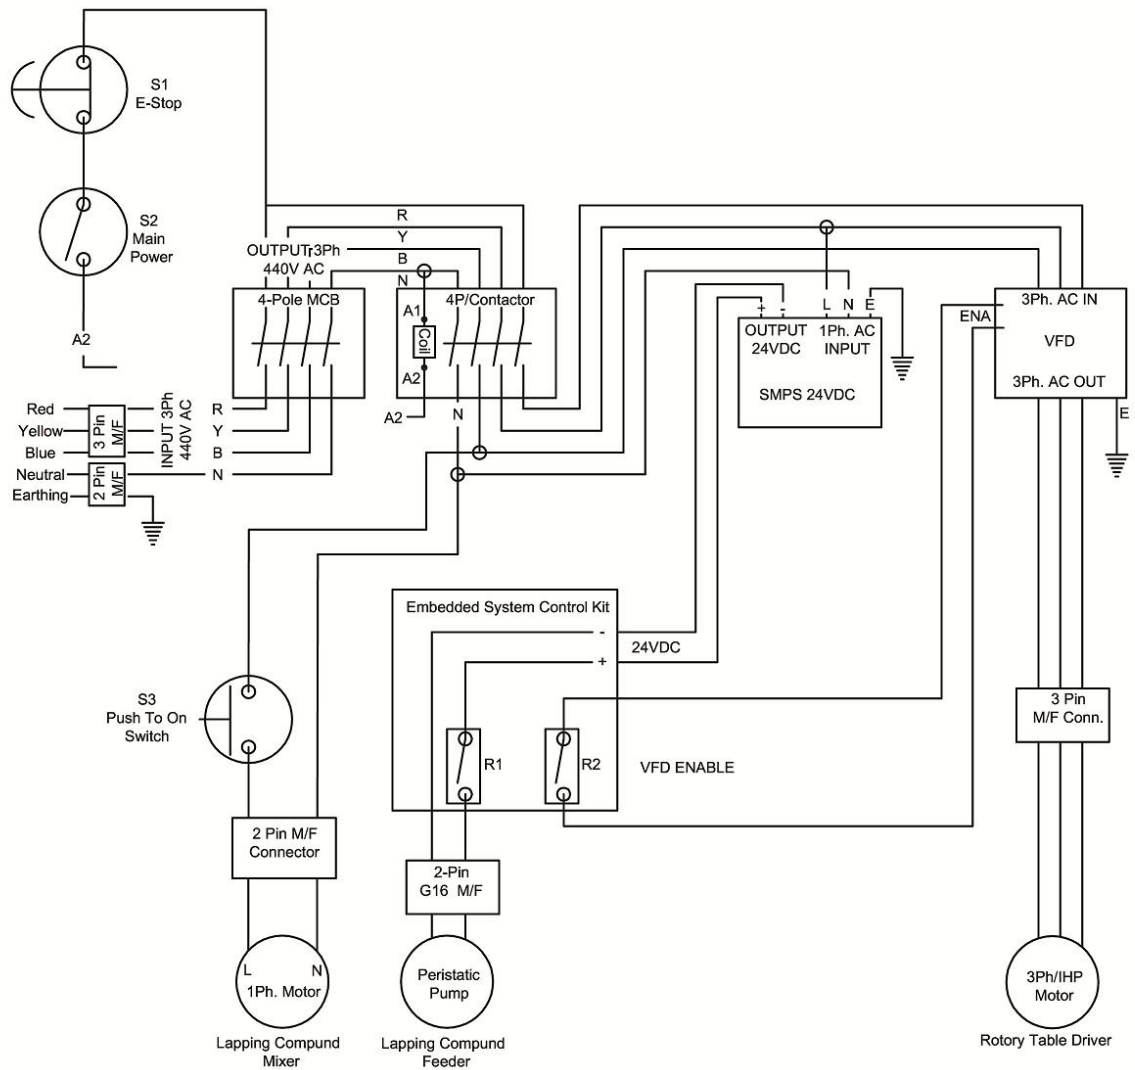 S1
E-Stop
S2
Main
Power
A2
R
Y
B
N
OUTPUT 3Ph
440V AC
4-Pole MCB
4P/Contactor
A1
Coil
A2
A2
N
Red
Yellow
Blue
Neutral
Earthing
3 Pin
M/F
2 Pin
M/F
INPUT 3Ph
440V AC
R
Y
B
N
+ -
L N E
OUTPUT
24VDC
1Ph. AC
INPUT
SMPS 24VDC
ENA
3Ph. AC IN
VFD
3Ph. AC OUT
E
Embedded System Control Kit
-
+
24VDC
R1
R2
VFD ENABLE
S3
Push To On
Switch
3 Pin
M/F Conn.
2 Pin M/F
Connector
2-Pin
G16 M/F
L N
1Ph. Motor
Lapping Compund
Mixer
Peristatic
Pump
Lapping Compund
Feeder
3Ph/IHP
Motor
Rotory Table Driver